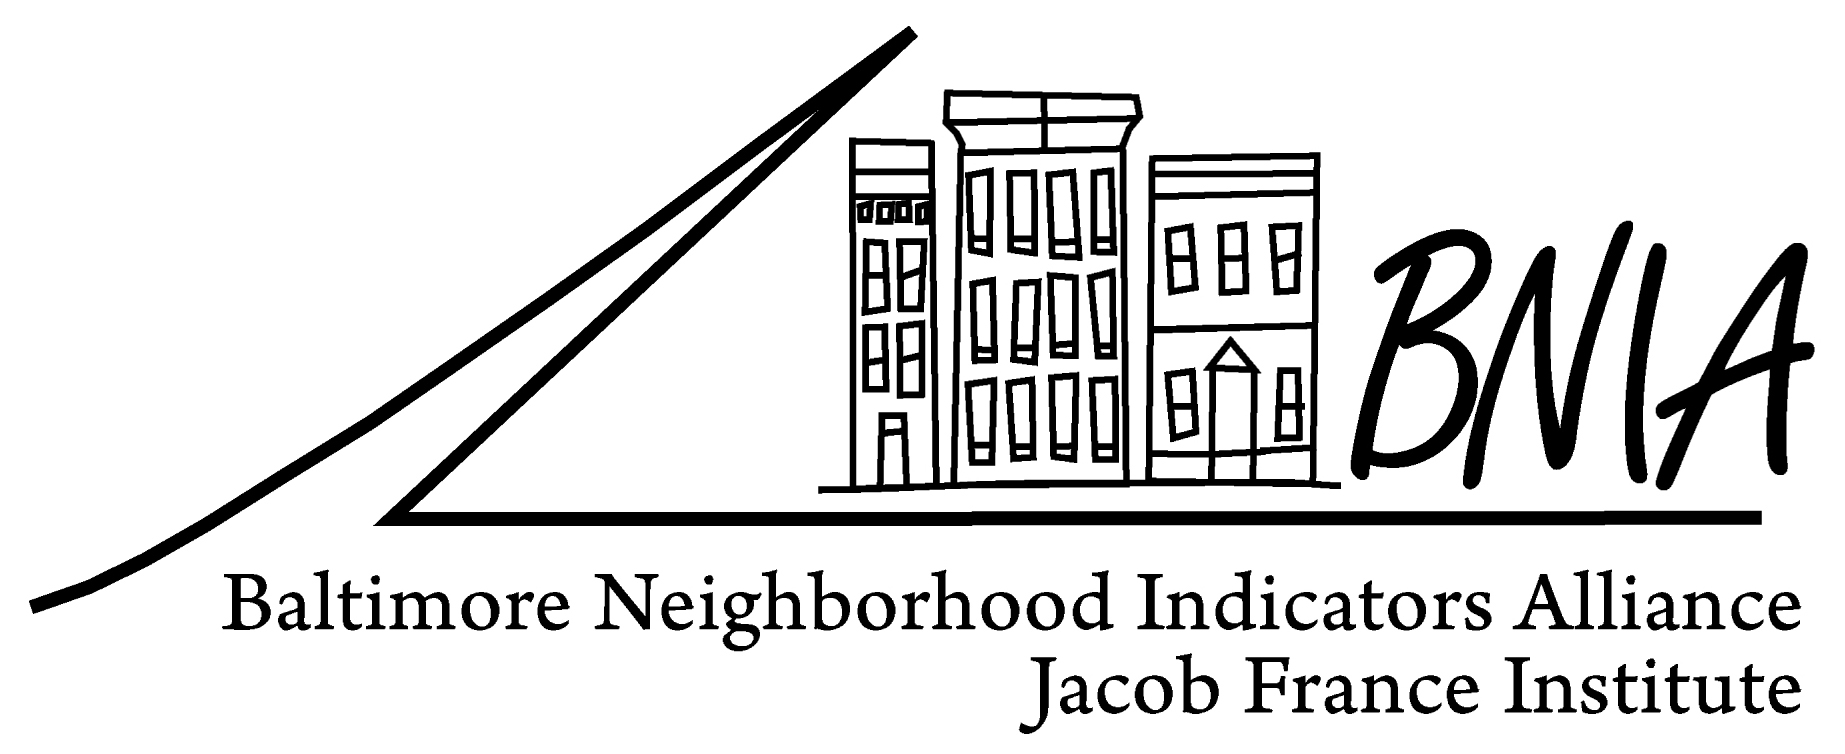 BNIA
Baltimore Neighborhood Indicators Alliance
Jacob France Institute